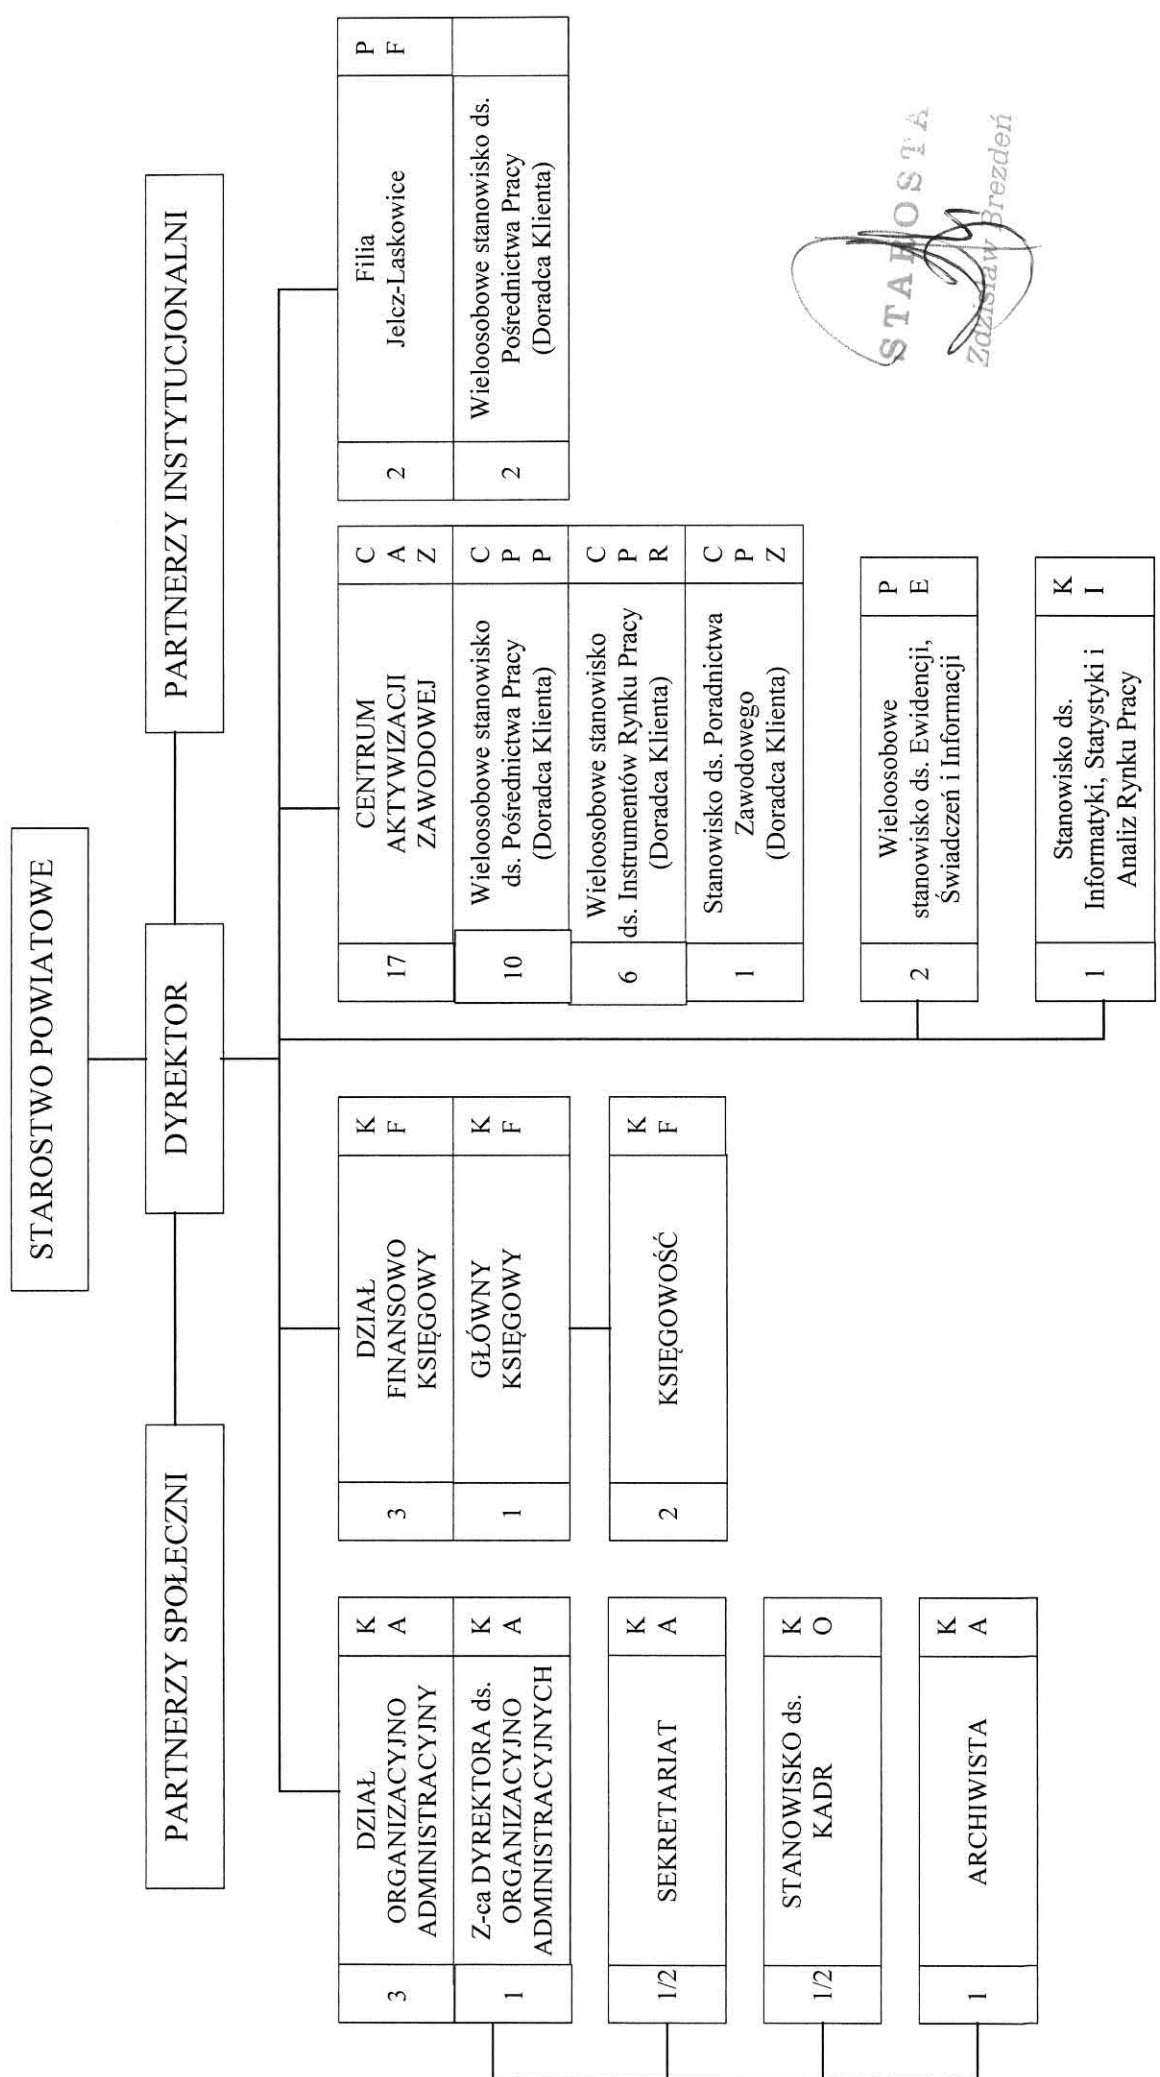 STAROSTWO POWIATOWE
PARTNERZY SPOŁECZNI
DYREKTOR
PARTNERZY INSTYTUCJONALNI
3
DZIAŁ
ORGANIZACYJNO
ADMINISTRACYJNY
K
A
1
Z-ca DYREKTORA ds.
ORGANIZACYJNO
ADMINISTRACYJNYCH
K
A
1/2
SEKRETARIAT
K
A
1/2
STANOWISKO ds.
KADR
K
O
1
ARCHIWISTA
K
A
3
DZIAŁ
FINANSOWO
KSIĘGOWY
K
F
1
GŁÓWNY
KSIĘGOWY
K
F
2
KSIĘGOWOŚĆ
K
F
17
CENTRUM
AKTYWIZACJI
ZAWODOWEJ
C
A
Z
10
Wieloosobowe stanowisko
ds. Pośrednictwa Pracy
(Doradca Klienta)
C
P
P
6
Wieloosobowe stanowisko
ds. Instrumentów Rynku Pracy
(Doradca Klienta)
C
P
R
1
Stanowisko ds. Poradnictwa
Zawodowego
(Doradca Klienta)
C
P
Z
2
Wieloosobowe
stanowisko ds. Ewidencji,
Świadczeń i Informacji
P
E
1
Stanowisko ds.
Informatyki, Statystyki i
Analiz Rynku Pracy
K
I
2
Filia
Jelcz-Laskowice
P
F
2
Wieloosobowe stanowisko ds.
Pośrednictwa Pracy
(Doradca Klienta)
STAROSTA
Zdzisław Brezdeń